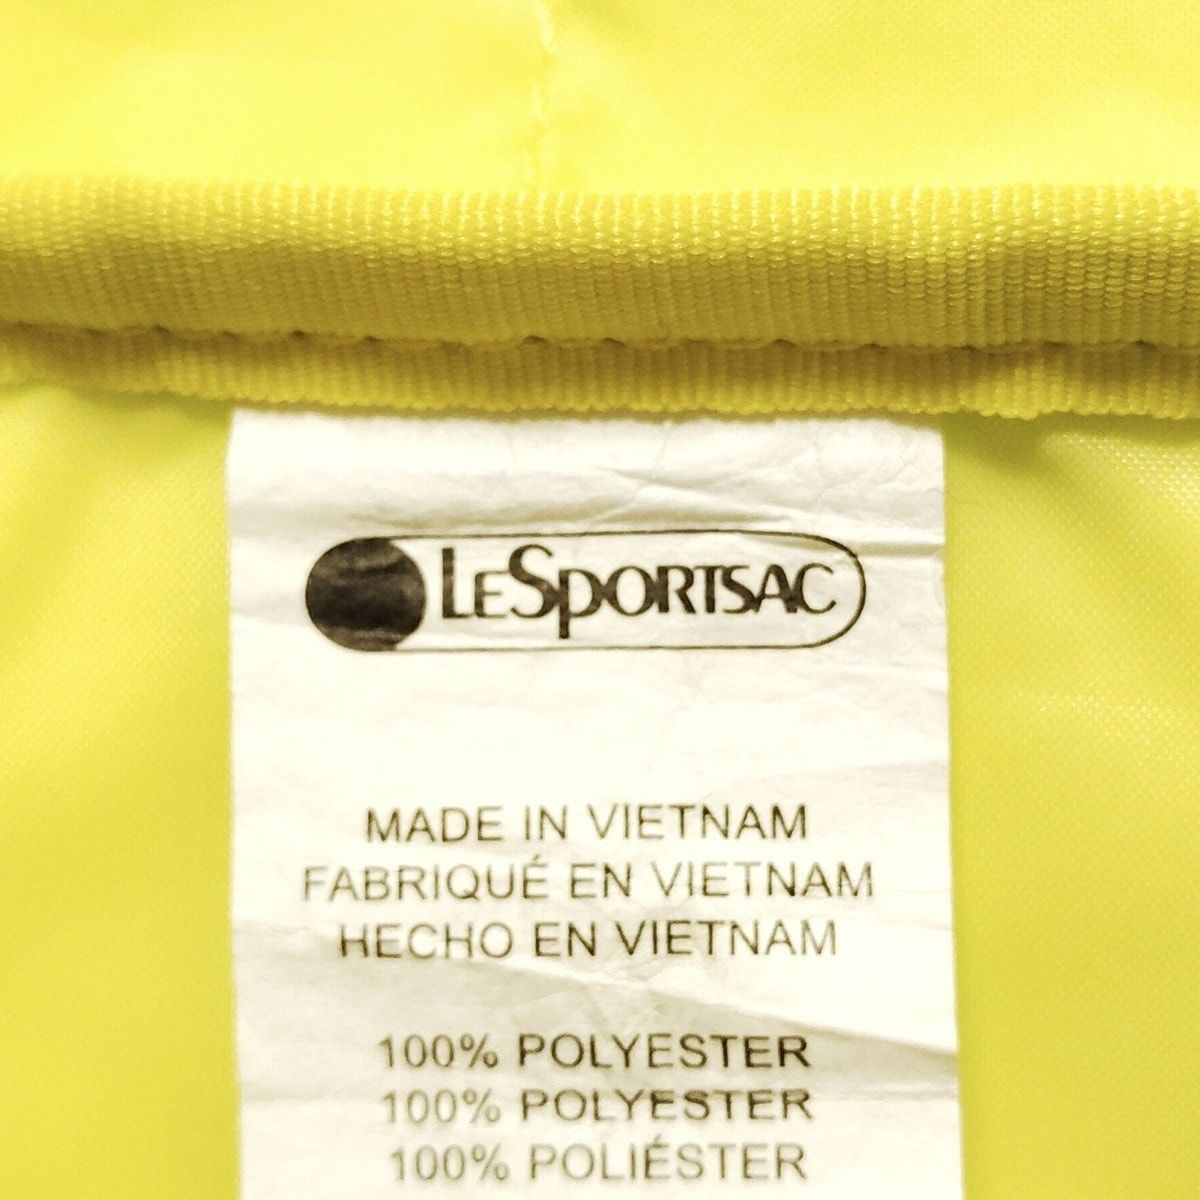 LESPORTSAC
MADE IN VIETNAM
FABRIQUÉ EN VIETNAM
HECHO EN VIETNAM
100% POLYESTER
100% POLYESTER
100% POLIÉSTER